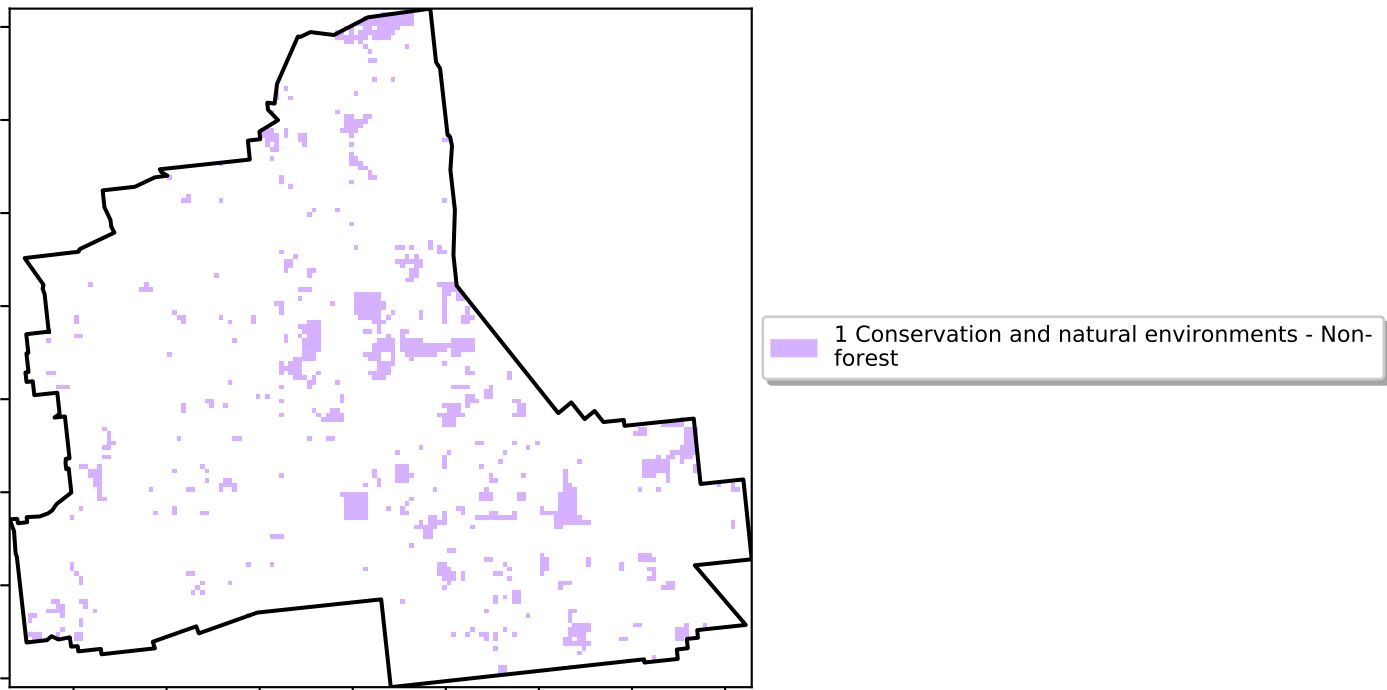 1 Conservation and natural environments - Non-
forest